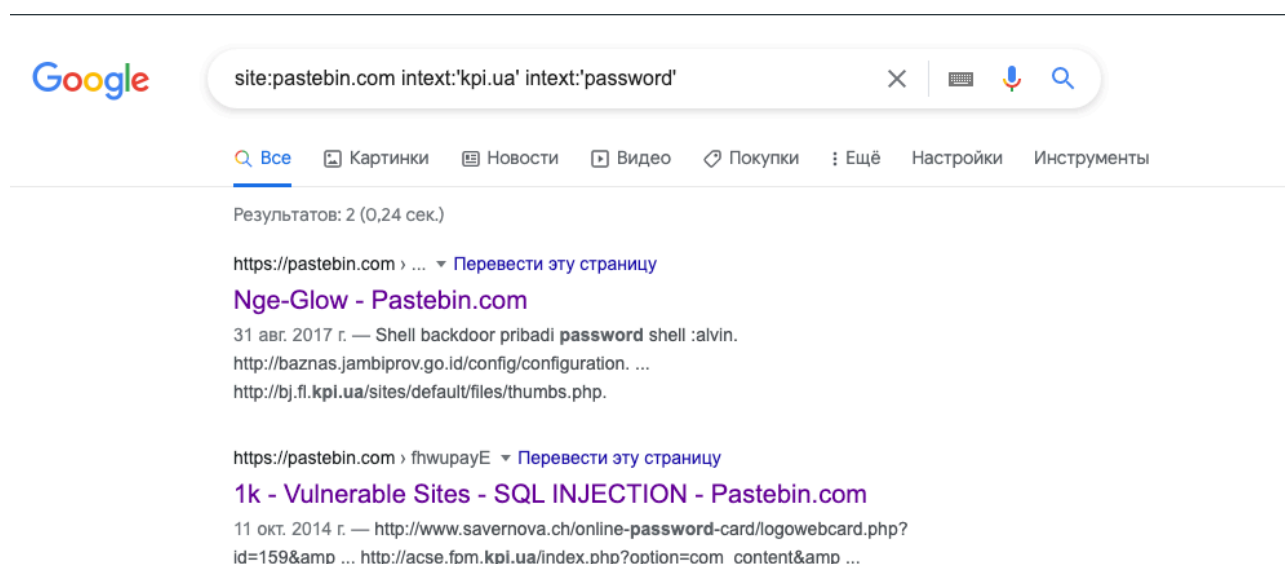 Google
site:pastebin.com intext:'kpi.ua' intext:'password'
Все Картинки Новости Видео Покупки Ещё Настройки Инструменты
Результатов: 2 (0,24 сек.)
https://pastebin.com › ... Перевести эту страницу
Nge-Glow - Pastebin.com
31 авг. 2017 г. — Shell backdoor pribadi password shell :alvin.
http://baznas.jambiprov.go.id/config/configuration. ...
http://bj.fl.kpi.ua/sites/default/files/thumbs.php.
https://pastebin.com › fhwupayE Перевести эту страницу
1k - Vulnerable Sites - SQL INJECTION - Pastebin.com
11 окт. 2014 г. — http://www.savernova.ch/online-password-card/logowebcard.php?
id=159&amp ... http://acse.fpm.kpi.ua/index.php?option=com_content&amp ...